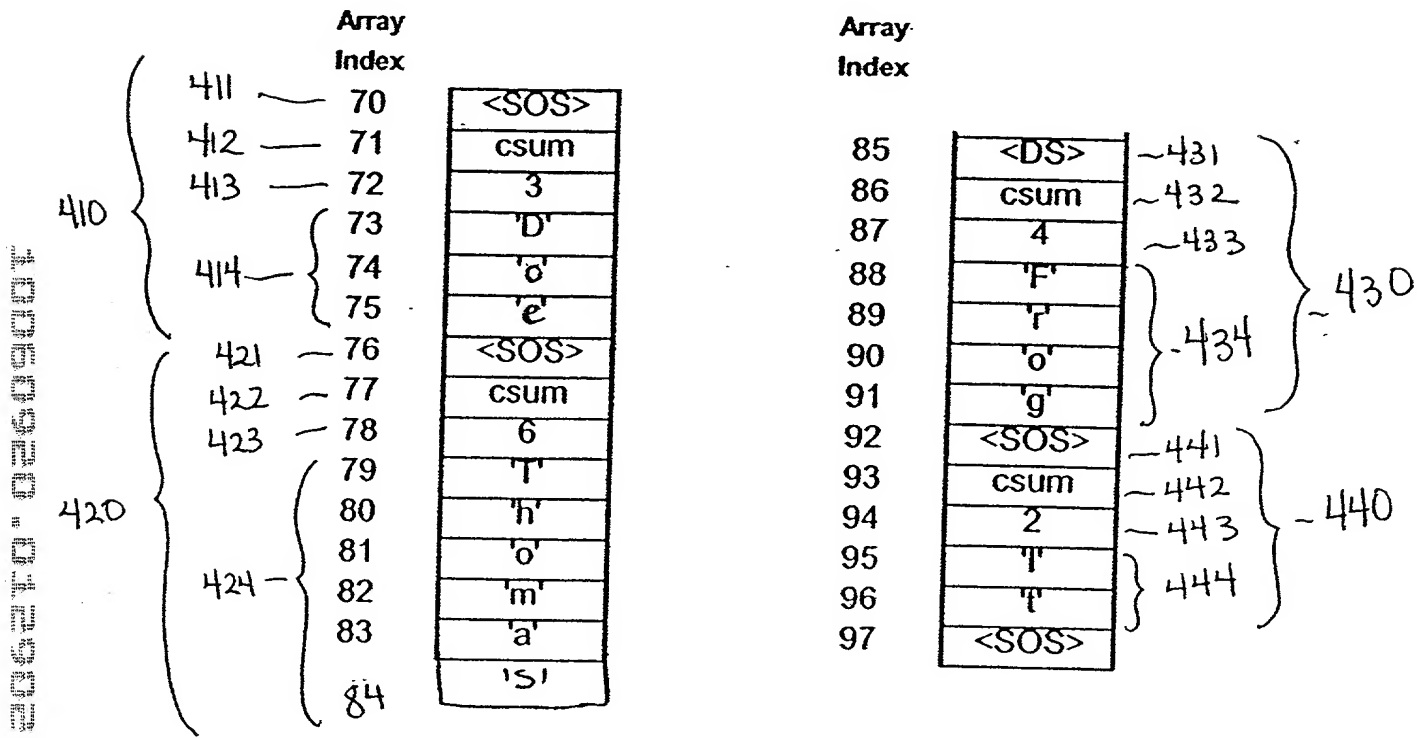 Array
Index
411 70 <SOS>
412 71 csum
413 72 3
410
73 'D'
414 74 'o'
75 'e'
421 76 <SOS>
422 77 csum
423 78 6
79 'T'
420 80 'h'
81 'o'
424 82 'm'
83 'a'
84 's'
Array
Index
85 <DS> 431
86 csum 432
87 4 433
88 'F'
430
89 'r'
434
90 'o'
91 'g'
92 <SOS> 441
93 csum 442
94 2 443 440
95 'I'
444
96 't'
97 <SOS>
10060920.012902